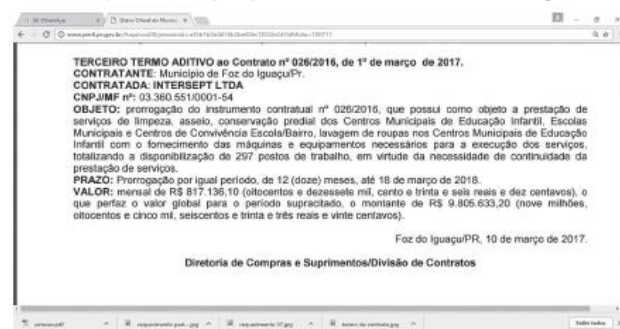 Diário Oficial do Municí
TERCEIRO TERMO ADITIVO ao Contrato nº 026/2016, de 1º de março de 2017.
CONTRATANTE: Município de Foz do Iguaçu/Pr.
CONTRATADA: INTERSEPT LTDA
CNPJ/MF nº: 03.360.551/0001-54
OBJETO: prorrogação do instrumento contratual nº 026/2016, que possui como objeto a prestação de
serviços de limpeza, asseio, conservação predial dos Centros Municipais de Educação Infantil, Escolas
Municipais e Centros de Convivência Escola/Bairro, lavagem de roupas nos Centros Municipais de Educação
Infantil com o fornecimento das máquinas e equipamentos necessários para a execução dos serviços,
totalizando a disponibilização de 297 postos de trabalho, em virtude da necessidade de continuidade da
prestação de serviços.
PRAZO: Prorrogação por igual período, de 12 (doze) meses, até 18 de março de 2018.
VALOR: mensal de R$ 817.136,10 (oitocentos e dezessete mil, cento e trinta e seis reais e dez centavos), o
que perfaz o valor global para o período supracitado, o montante de R$ 9.805.633,20 (nove milhões,
oitocentos e cinco mil, seiscentos e trinta e três reais e vinte centavos).
Foz do Iguaçu/PR, 10 de março de 2017.
Diretoria de Compras e Suprimentos/Divisão de Contratos
Exibir todos